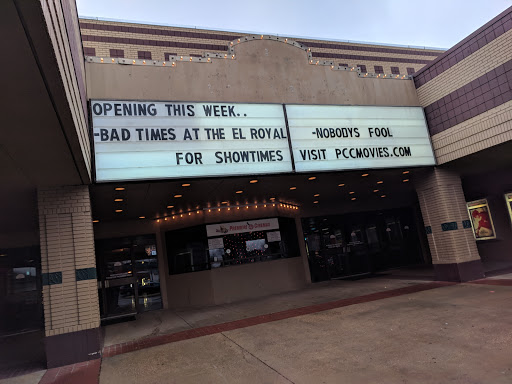 OPENING THIS WEEK..
-BAD TIMES AT THE EL ROYAL
-NOBODYS FOOL
FOR SHOWTIMES VISIT PCCMOVIES.COM